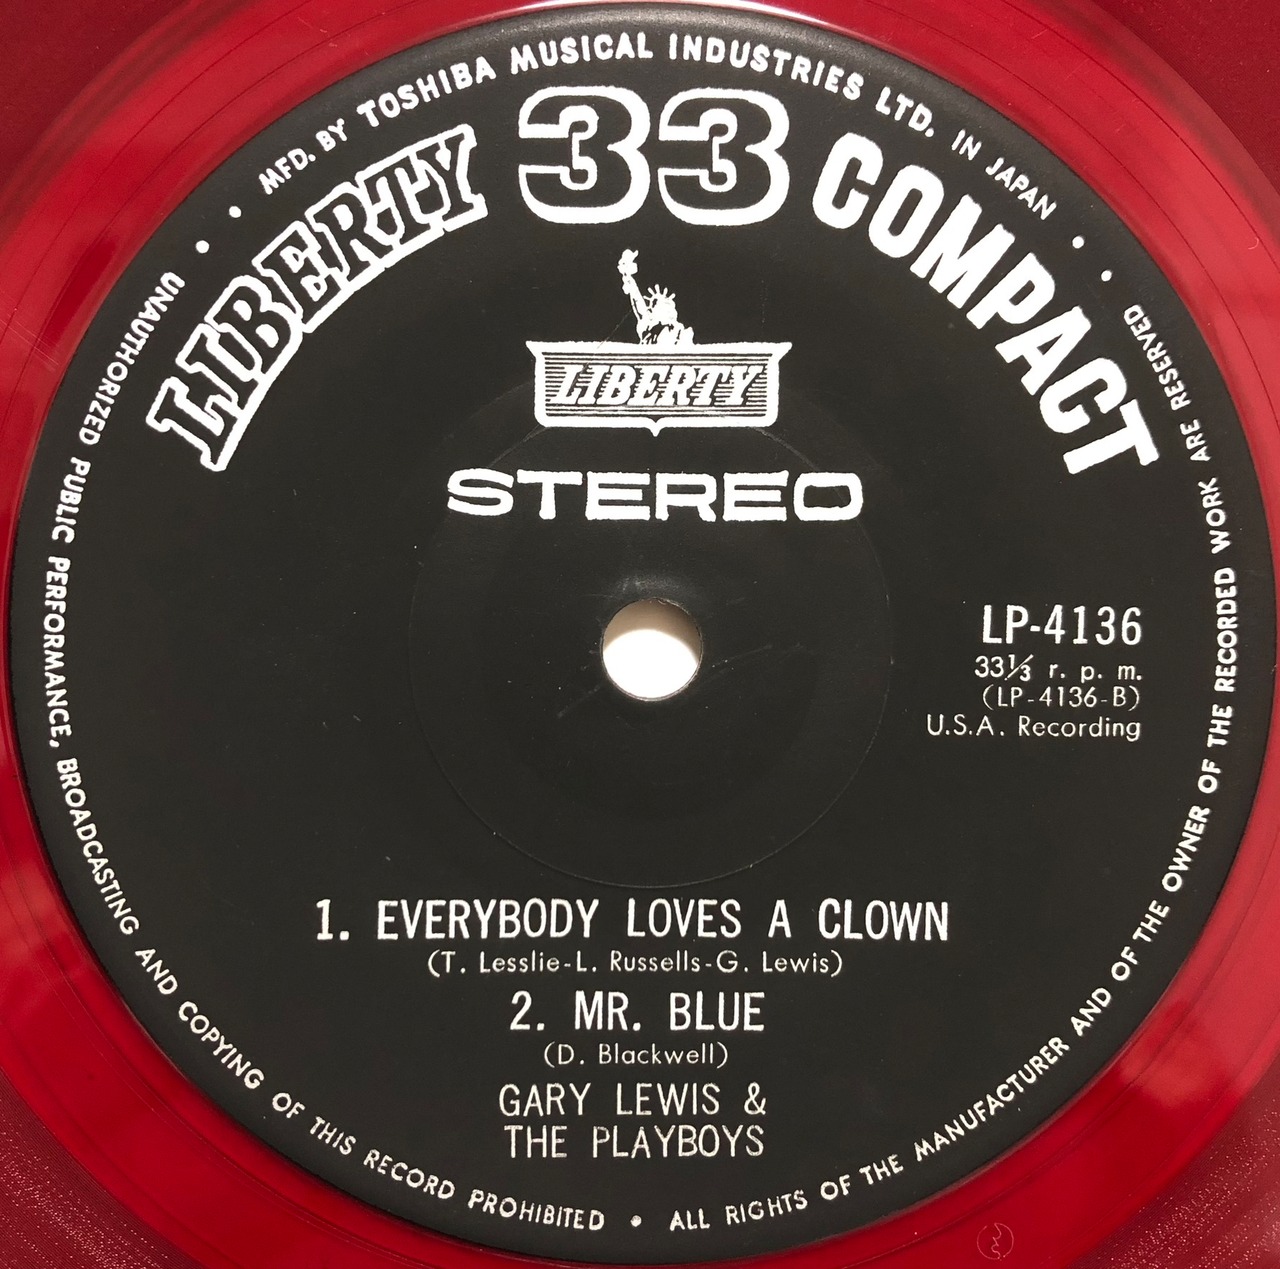 MFD. BY TOSHIBA MUSICAL INDUSTRIES LTD. IN JAPAN
LIBERTY 33 COMPACT
LIBERTY
STEREO
LP-4136
33⅓ r. p. m.
(LP-4136-B)
U.S.A. Recording
1. EVERYBODY LOVES A CLOWN
(T. Lesslie-L. Russells-G. Lewis)
2. MR. BLUE
(D. Blackwell)
GARY LEWIS &
THE PLAYBOYS
UNAUTHORIZED PUBLIC PERFORMANCE, BROADCASTING AND COPYING OF THIS RECORD PROHIBITED • ALL RIGHTS OF THE MANUFACTURER AND OF THE OWNER OF THE RECORDED WORK ARE RESERVED